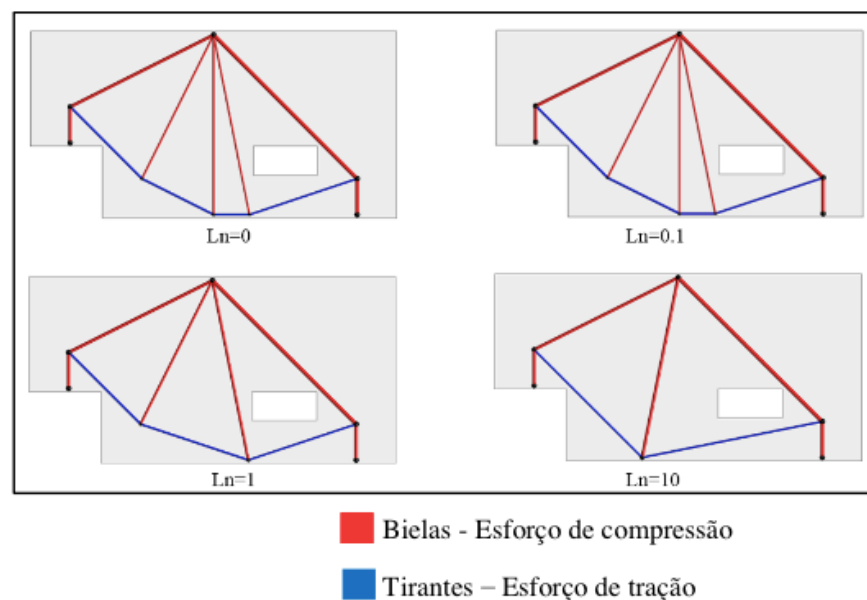 Ln=0
Ln=0.1
Ln=1
Ln=10
Bielas - Esforço de compressão
Tirantes – Esforço de tração